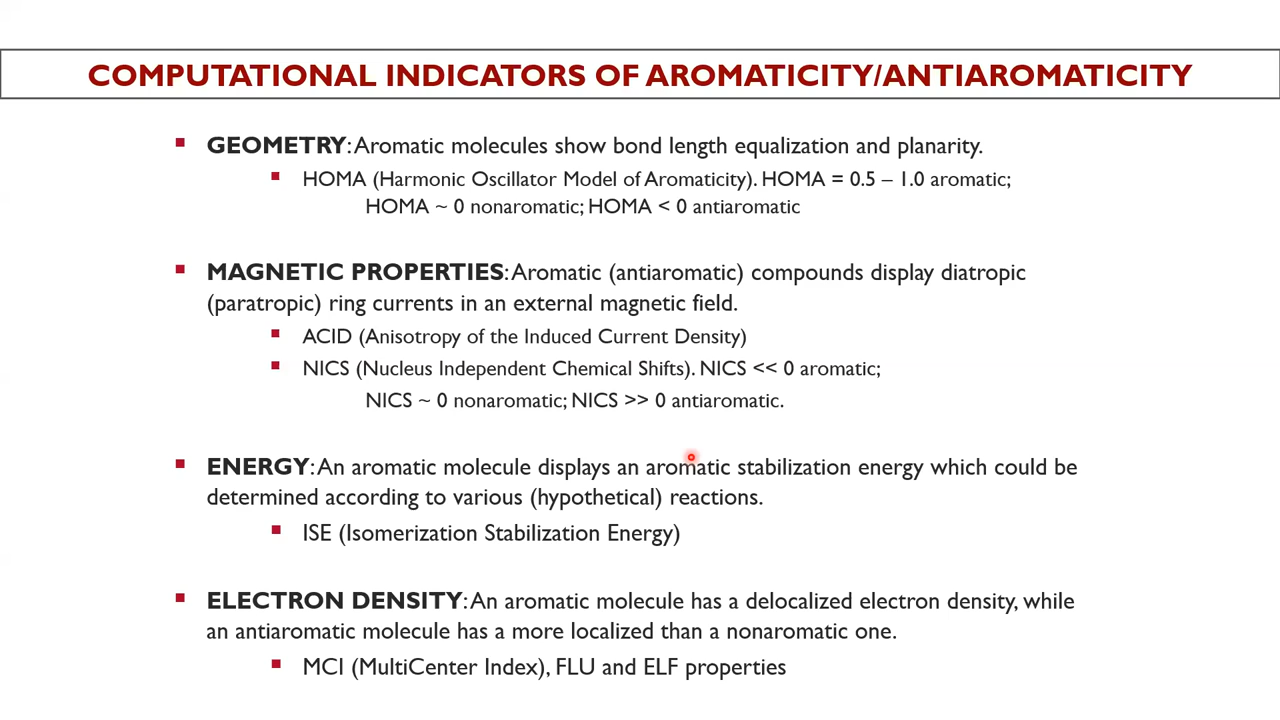 COMPUTATIONAL INDICATORS OF AROMATICITY/ANTIAROMATICITY
GEOMETRY: Aromatic molecules show bond length equalization and planarity.
HOMA (Harmonic Oscillator Model of Aromaticity). HOMA = 0.5 – 1.0 aromatic;
HOMA ~ 0 nonaromatic; HOMA < 0 antiaromatic
MAGNETIC PROPERTIES: Aromatic (antiaromatic) compounds display diatropic
(paratropic) ring currents in an external magnetic field.
ACID (Anisotropy of the Induced Current Density)
NICS (Nucleus Independent Chemical Shifts). NICS << 0 aromatic;
NICS ~ 0 nonaromatic; NICS >> 0 antiaromatic.
ENERGY: An aromatic molecule displays an aromatic stabilization energy which could be
determined according to various (hypothetical) reactions.
ISE (Isomerization Stabilization Energy)
ELECTRON DENSITY: An aromatic molecule has a delocalized electron density, while
an antiaromatic molecule has a more localized than a nonaromatic one.
MCI (MultiCenter Index), FLU and ELF properties